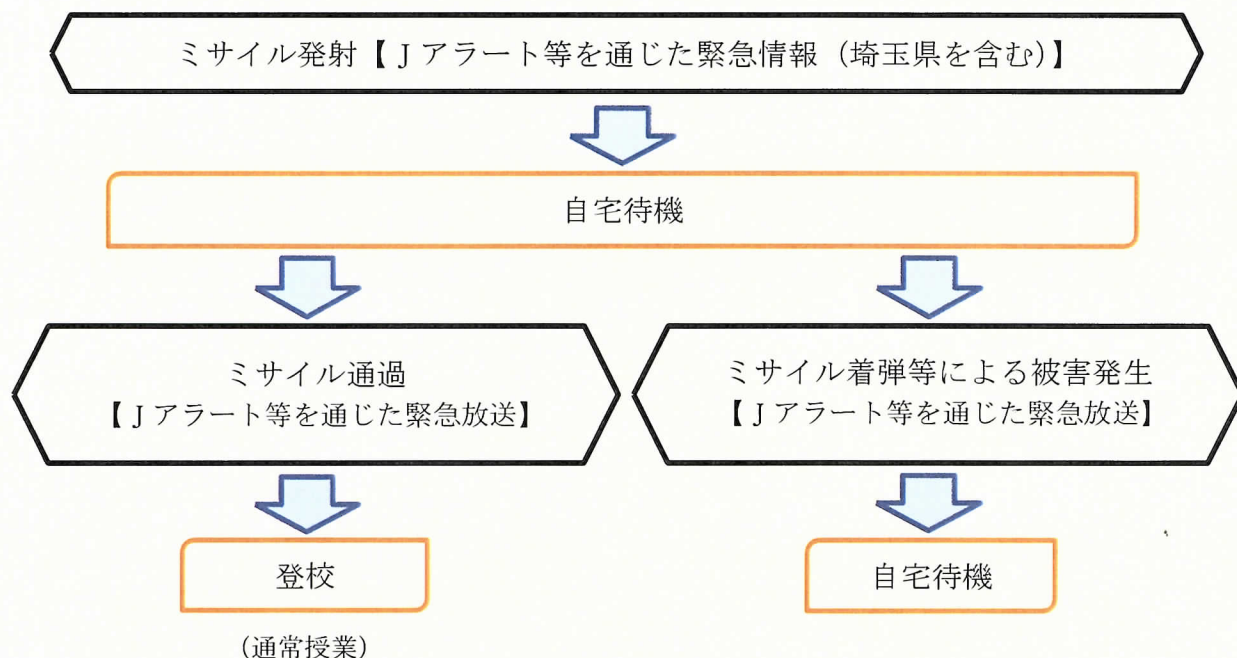 ミサイル発射【Jアラート等を通じた緊急情報（埼玉県を含む）】
自宅待機
ミサイル通過
【Jアラート等を通じた緊急放送】
ミサイル着弾等による被害発生
【Jアラート等を通じた緊急放送】
登校
（通常授業）
自宅待機